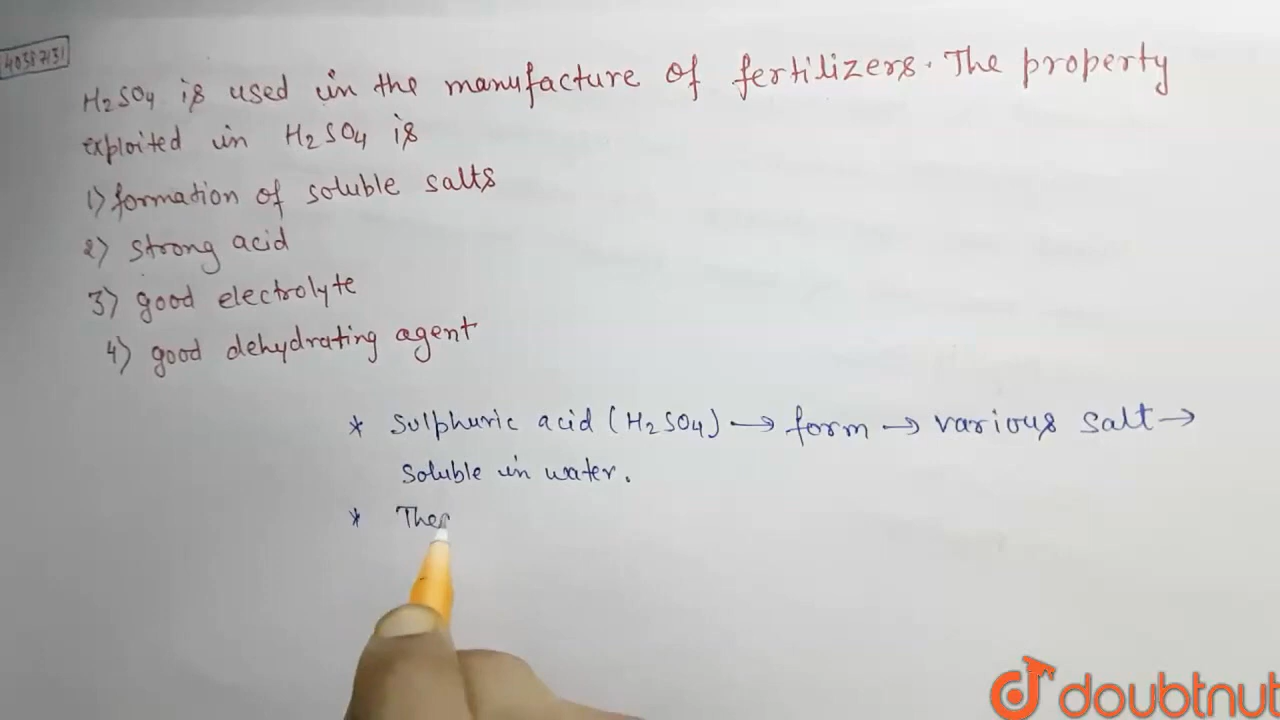 40387131
H2SO4 is used in the manufacture of fertilizers. The property
exploited in H2SO4 is
1) formation of soluble salts
2) strong acid
3) good electrolyte
4) good dehydrating agent
* Sulphuric acid (H2SO4) → form → various salt →
soluble in water.
* Ther
doubtnut